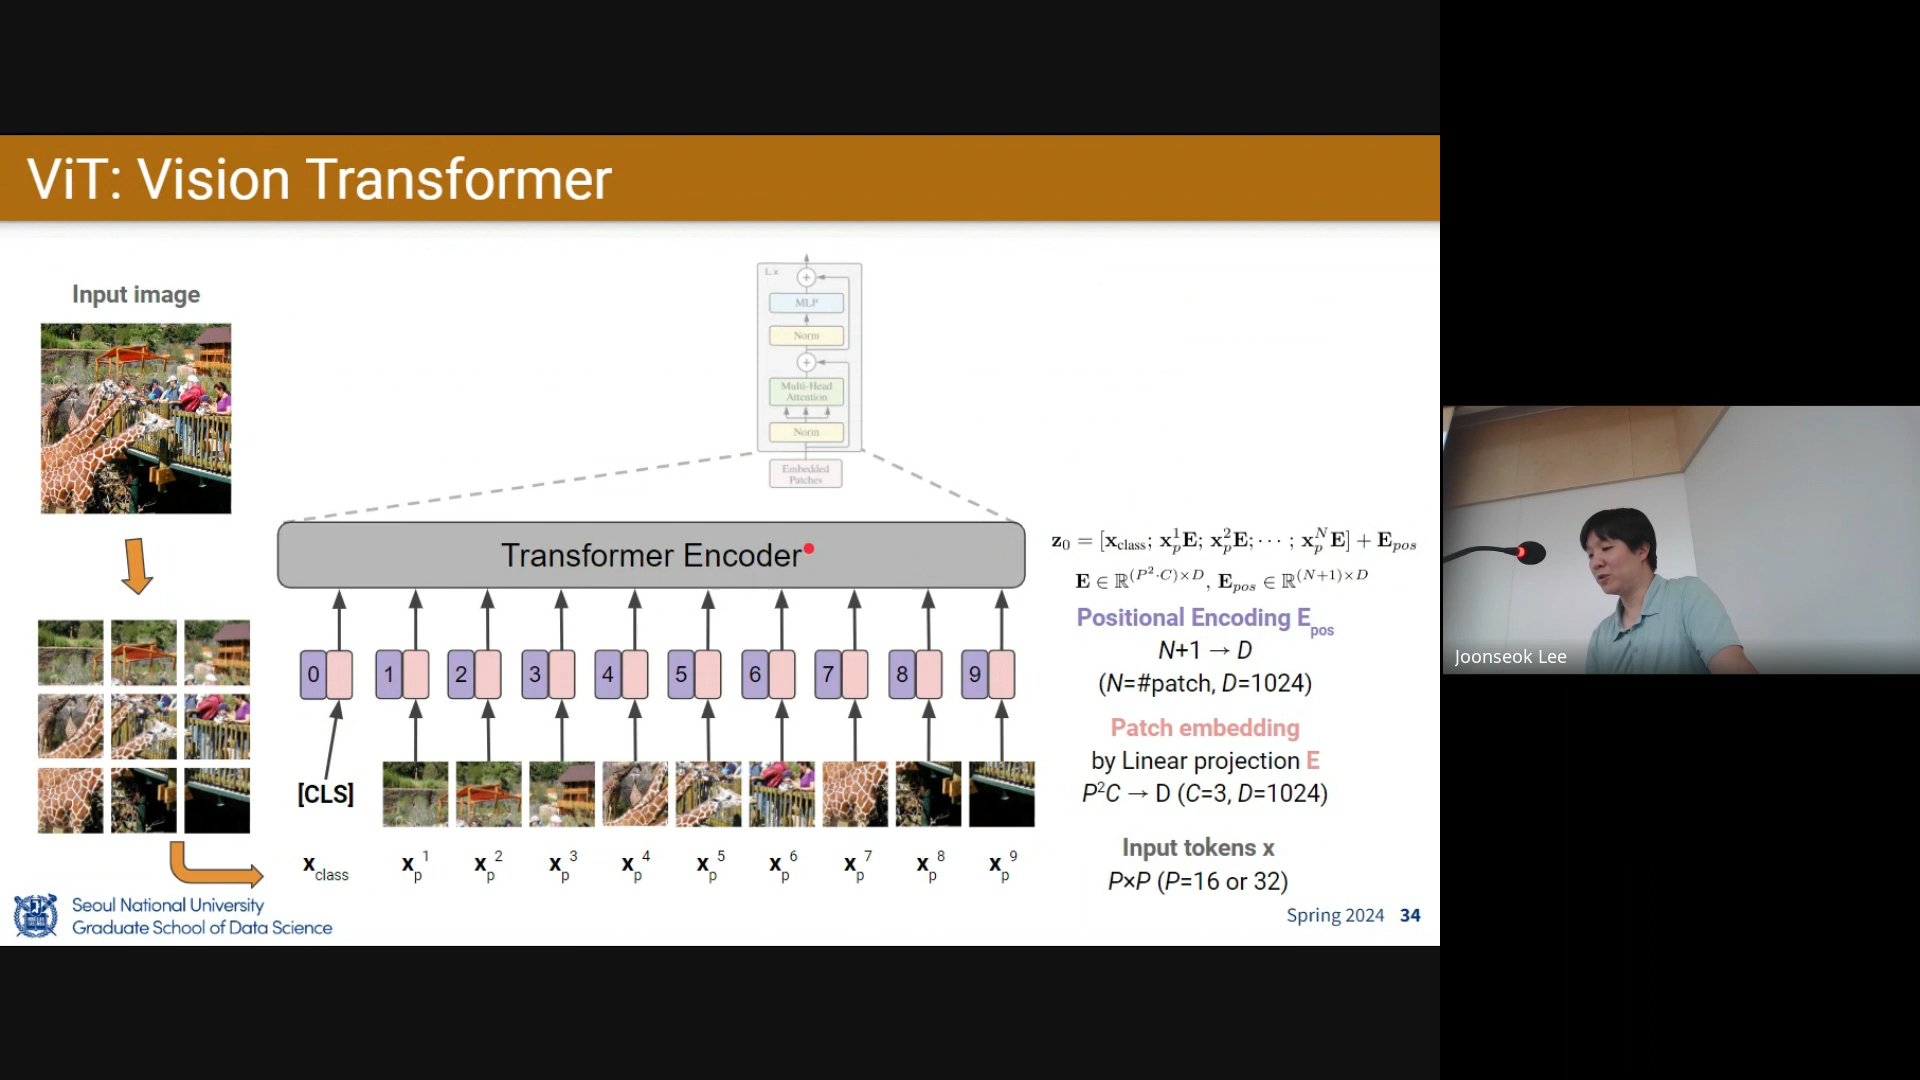 ViT: Vision Transformer
Input image
L x
+
MLP
Norm
+
Multi-Head
Attention
Norm
Embedded
Patches
Transformer Encoder
0 1 2 3 4 5 6 7 8 9
[CLS]
x_class x_p^1 x_p^2 x_p^3 x_p^4 x_p^5 x_p^6 x_p^7 x_p^8 x_p^9
z_0 = [x_class; x_p^1 E; x_p^2 E; ··· ; x_p^N E] + E_pos
E ∈ ℝ^(P²·C)×D, E_pos ∈ ℝ^(N+1)×D
Positional Encoding E_pos
N+1 → D
(N=#patch, D=1024)
Patch embedding
by Linear projection E
P²C → D (C=3, D=1024)
Input tokens x
P×P (P=16 or 32)
Seoul National University
Graduate School of Data Science
Spring 2024 34
Joonseok Lee